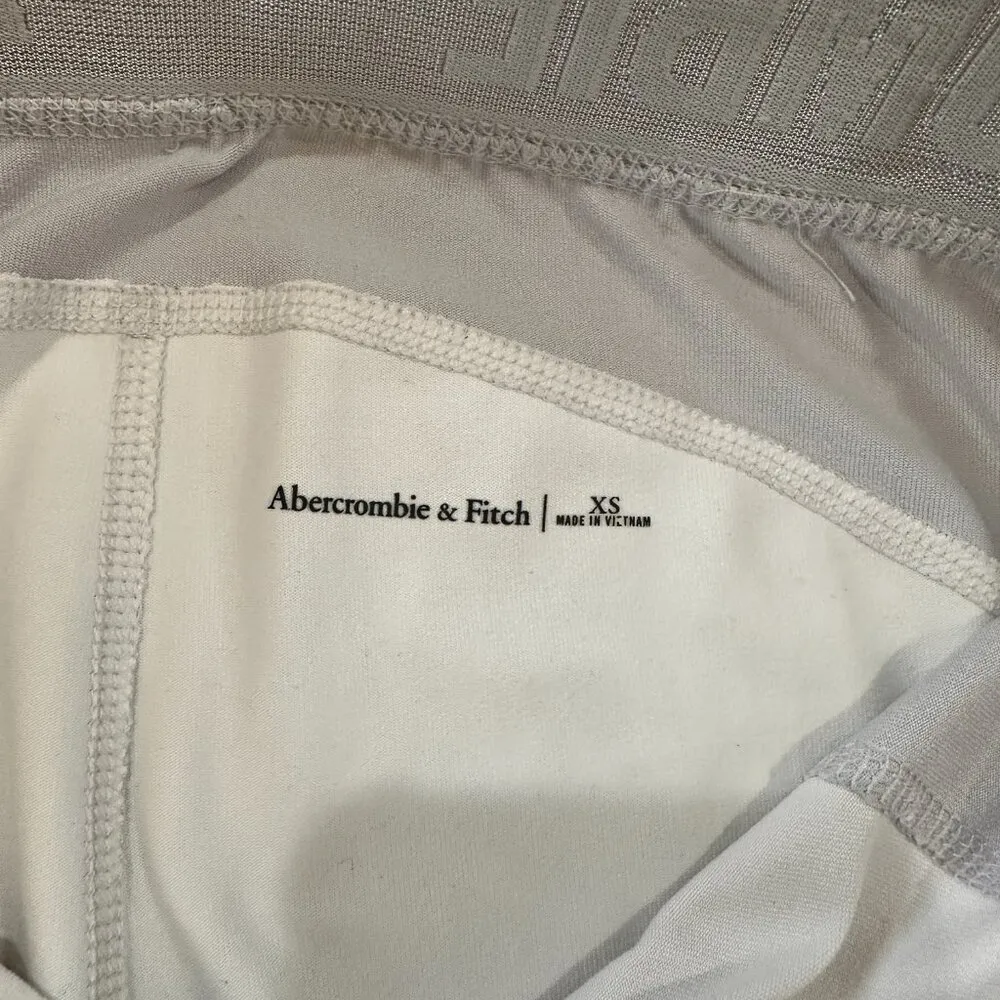 Abercrombie & Fitch | XS
MADE IN VIETNAM